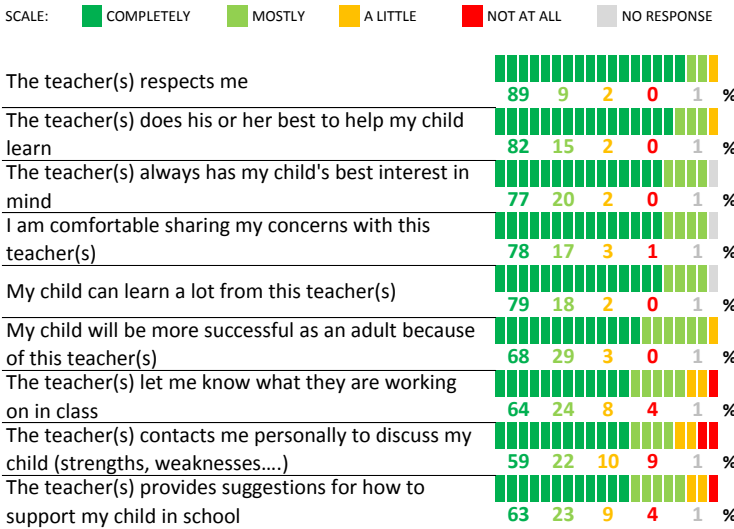 SCALE: COMPLETELY MOSTLY A LITTLE NOT AT ALL NO RESPONSE
The teacher(s) respects me
89 9 2 0 1 %
The teacher(s) does his or her best to help my child
learn
82 15 2 0 1 %
The teacher(s) always has my child's best interest in
mind
77 20 2 0 1 %
I am comfortable sharing my concerns with this
teacher(s)
78 17 3 1 1 %
My child can learn a lot from this teacher(s)
79 18 2 0 1 %
My child will be more successful as an adult because
of this teacher(s)
68 29 3 0 1 %
The teacher(s) let me know what they are working
on in class
64 24 8 4 1 %
The teacher(s) contacts me personally to discuss my
child (strengths, weaknesses....)
59 22 10 9 1 %
The teacher(s) provides suggestions for how to
support my child in school
63 23 9 4 1 %